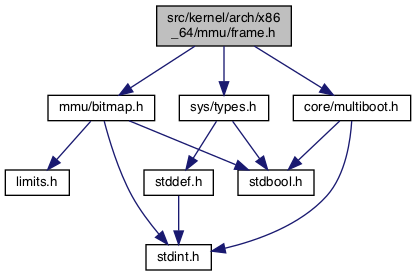 src/kernel/arch/x86
_64/mmu/frame.h
mmu/bitmap.h
sys/types.h
core/multiboot.h
limits.h
stddef.h
stdbool.h
stdint.h